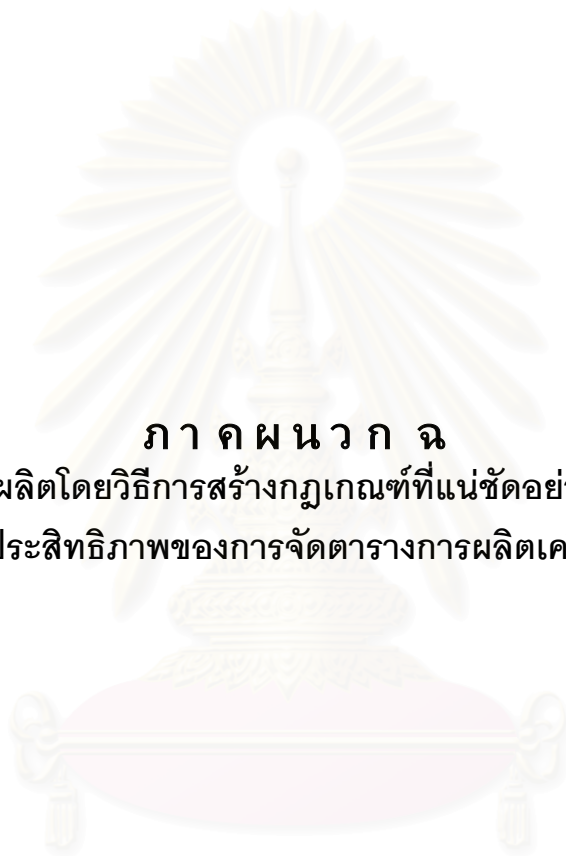 ภาคผนวก ฉ
ผลิตโดยวิธีการสร้างกฎเกณฑ์ที่แน่ชัดอย่
ประสิทธิภาพของการจัดตารางการผลิตเค